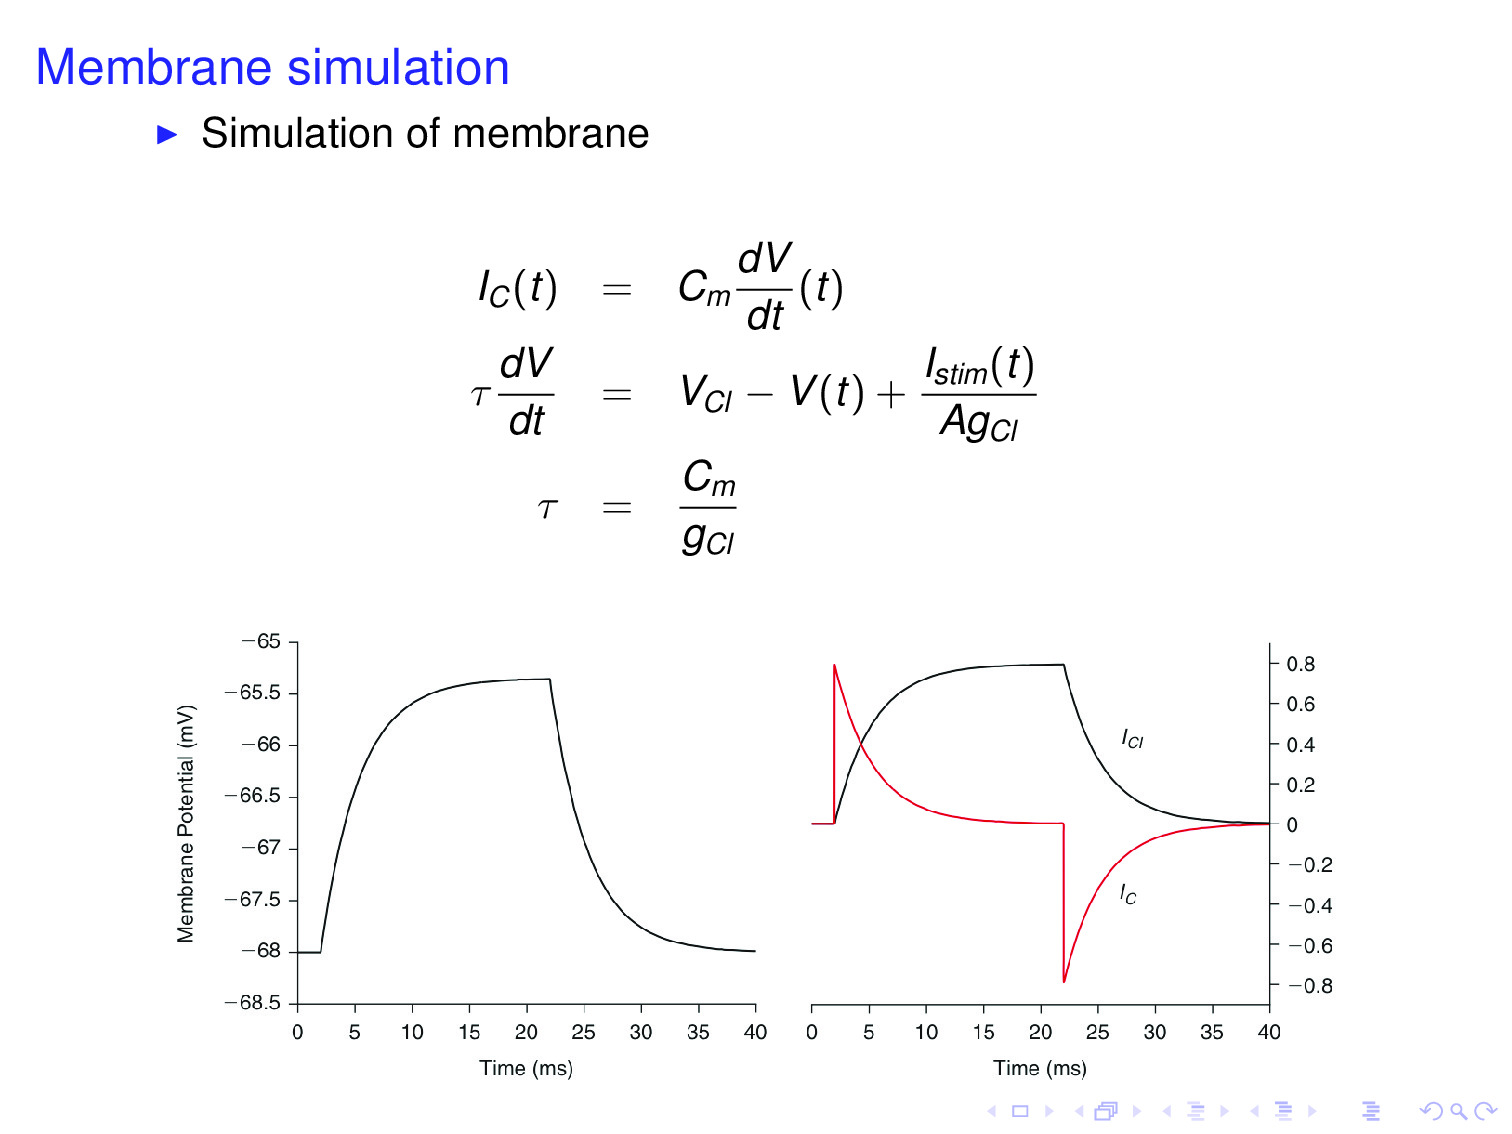 Membrane simulation
▶ Simulation of membrane
I_C(t) = C_m dV/dt (t)
τ dV/dt = V_Cl − V(t) + I_stim(t)/Ag_Cl
τ = C_m/g_Cl
Membrane Potential (mV)
−65
−65.5
−66
−66.5
−67
−67.5
−68
−68.5
0 5 10 15 20 25 30 35 40
Time (ms)
I_Cl
I_C
0.8
0.6
0.4
0.2
0
−0.2
−0.4
−0.6
−0.8
0 5 10 15 20 25 30 35 40
Time (ms)